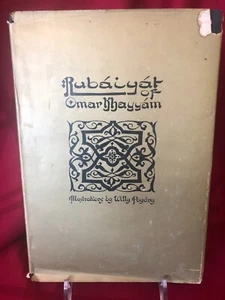 Rubáiyát
of
Omar Khayyám
Illustrations by Willy Pogány